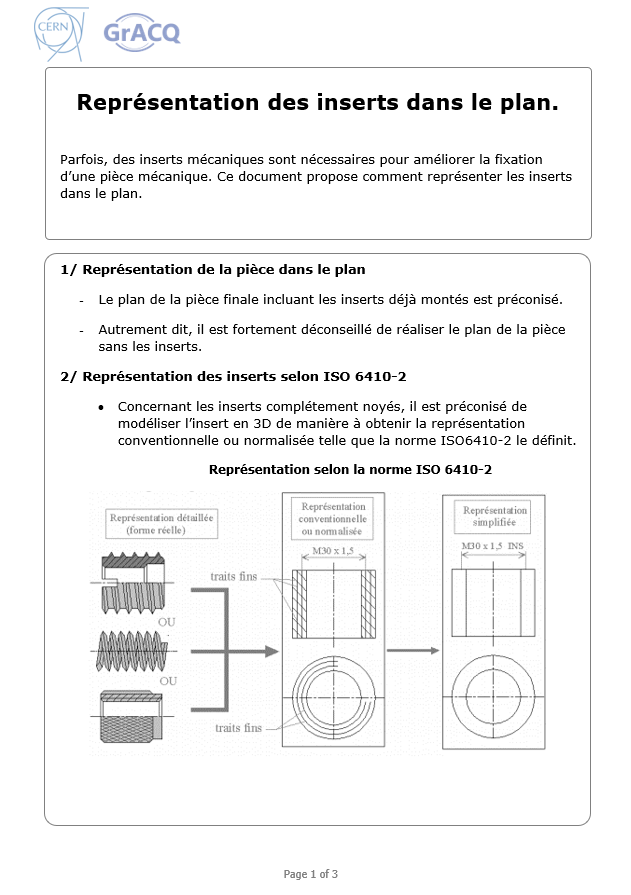 CERN
GrACQ
Représentation des inserts dans le plan.
Parfois, des inserts mécaniques sont nécessaires pour améliorer la fixation
d’une pièce mécanique. Ce document propose comment représenter les inserts
dans le plan.
1/ Représentation de la pièce dans le plan
- Le plan de la pièce finale incluant les inserts déjà montés est préconisé.
- Autrement dit, il est fortement déconseillé de réaliser le plan de la pièce
sans les inserts.
2/ Représentation des inserts selon ISO 6410-2
• Concernant les inserts complétement noyés, il est préconisé de
modéliser l’insert en 3D de manière à obtenir la représentation
conventionnelle ou normalisée telle que la norme ISO6410-2 le définit.
Représentation selon la norme ISO 6410-2
Représentation détaillée
(forme réelle)
OU
OU
Représentation
conventionnelle
ou normalisée
M30 x 1,5
traits fins
traits fins
Représentation
simplifiée
M30 x 1,5 INS
Page 1 of 3